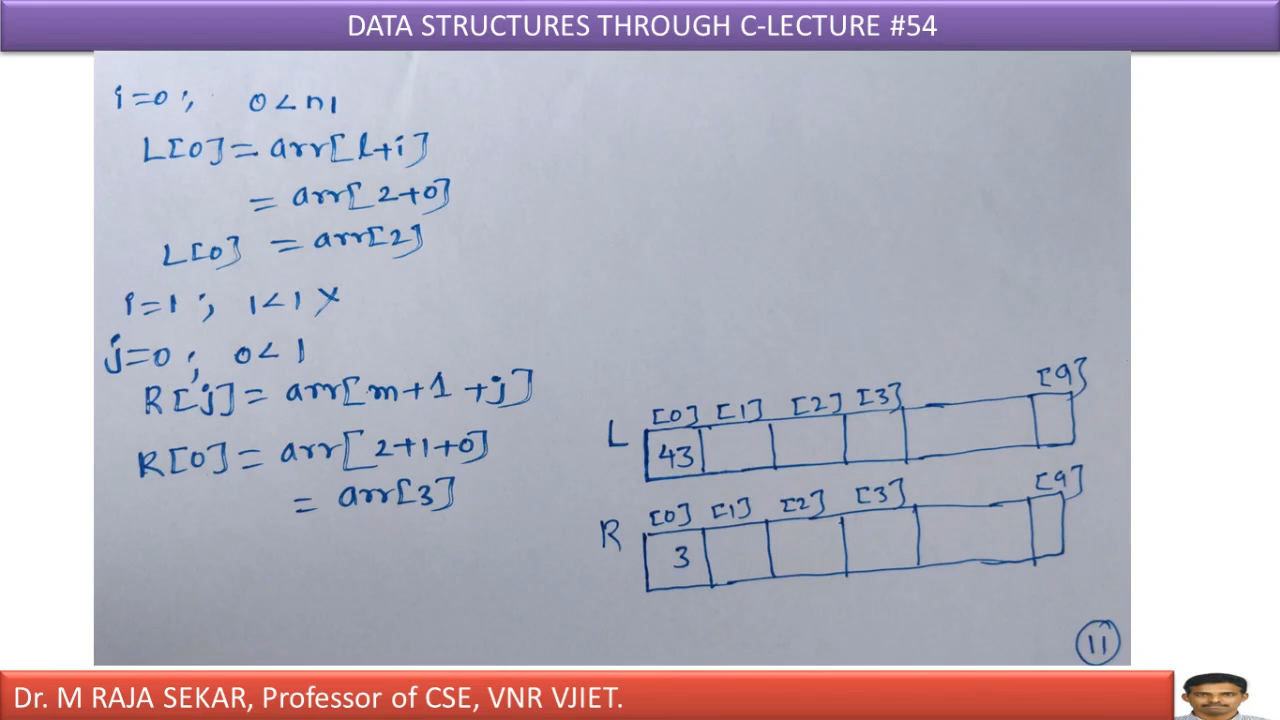 DATA STRUCTURES THROUGH C-LECTURE #54
i=0; 0<n1
L[0]=arr[l+i]
=arr[2+0]
L[0] =arr[2]
i=1; 1<1 ×
j=0; 0<1
R[j]=arr[m+1+j]
R[0]=arr[2+1+0]
=arr[3]
[0] [1] [2] [3] [9]
L 43
[0] [1] [2] [3] [9]
R 3
11
Dr. M RAJA SEKAR, Professor of CSE, VNR VJIET.